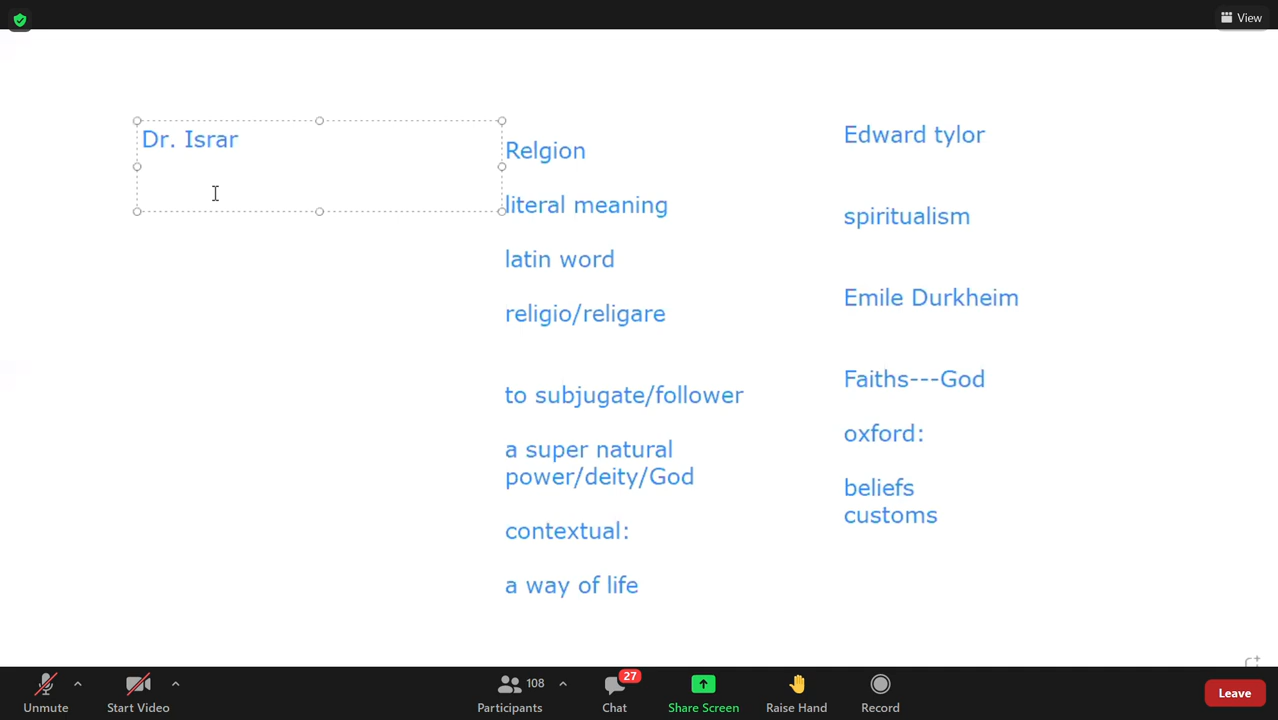 View
Dr. Israr
Relgion
literal meaning
latin word
religio/religare
to subjugate/follower
a super natural
power/deity/God
contextual:
a way of life
Edward tylor
spiritualism
Emile Durkheim
Faiths---God
oxford:
beliefs
customs
Unmute
Start Video
108
Participants
27
Chat
Share Screen
Raise Hand
Record
Leave